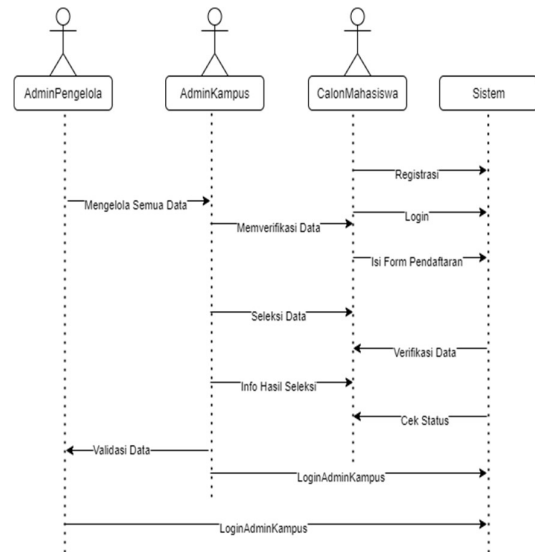 AdminPengelola
AdminKampus
CalonMahasiswa
Sistem
Registrasi
Mengelola Semua Data
Login
Memverifikasi Data
Isi Form Pendaftaran
Seleksi Data
Verifikasi Data
Info Hasil Seleksi
Cek Status
Validasi Data
LoginAdminKampus
LoginAdminKampus